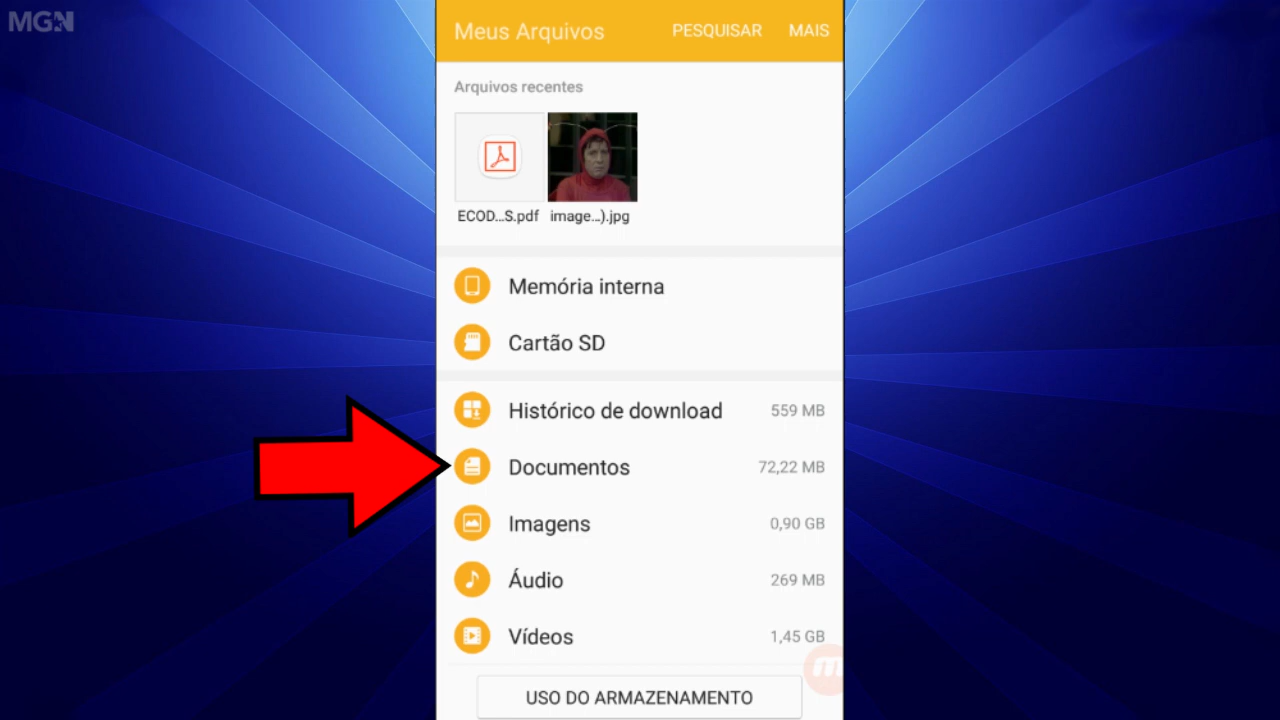 MGN
Meus Arquivos PESQUISAR MAIS
Arquivos recentes
ECOD...S.pdf image...).jpg
Memória interna
Cartão SD
Histórico de download 559 MB
Documentos 72,22 MB
Imagens 0,90 GB
Áudio 269 MB
Vídeos 1,45 GB
USO DO ARMAZENAMENTO